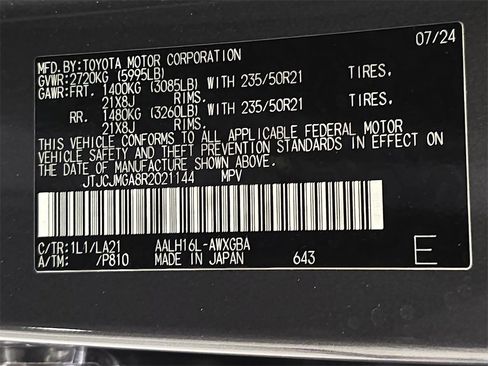 07/24
MFD.BY:TOYOTA MOTOR CORPORATION
GVWR:2720KG (5995LB)
GAWR:FRT. 1400KG (3085LB) WITH 235/50R21 TIRES,
21X8J RIMS.
RR. 1480KG (3260LB) WITH 235/50R21 TIRES,
21X8J RIMS.
THIS VEHICLE CONFORMS TO ALL APPLICABLE FEDERAL MOTOR
VEHICLE SAFETY AND THEFT PREVENTION STANDARDS IN EFFECT ON
THE DATE OF MANUFACTURE SHOWN ABOVE.
JTJCJMGA8R2021144 MPV
C/TR:1L1/LA21 AALH16L-AWXGBA
A/TM: /P810 MADE IN JAPAN 643 E